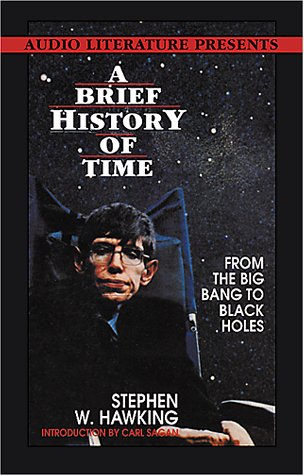 AUDIO LITERATURE PRESENTS
A
BRIEF
HISTORY
OF
TIME
FROM
THE BIG
BANG TO
BLACK
HOLES
STEPHEN
W. HAWKING
INTRODUCTION BY CARL SAGAN